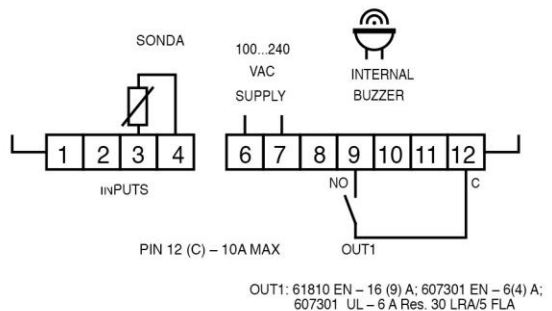 SONDA
100...240
VAC
SUPPLY
INTERNAL
BUZZER
1 2 3 4 6 7 8 9 10 11 12
INPUTS
NO
C
PIN 12 (C) – 10A MAX
OUT1
OUT1: 61810 EN – 16 (9) A; 607301 EN – 6(4) A;
607301 UL – 6 A Res. 30 LRA/5 FLA